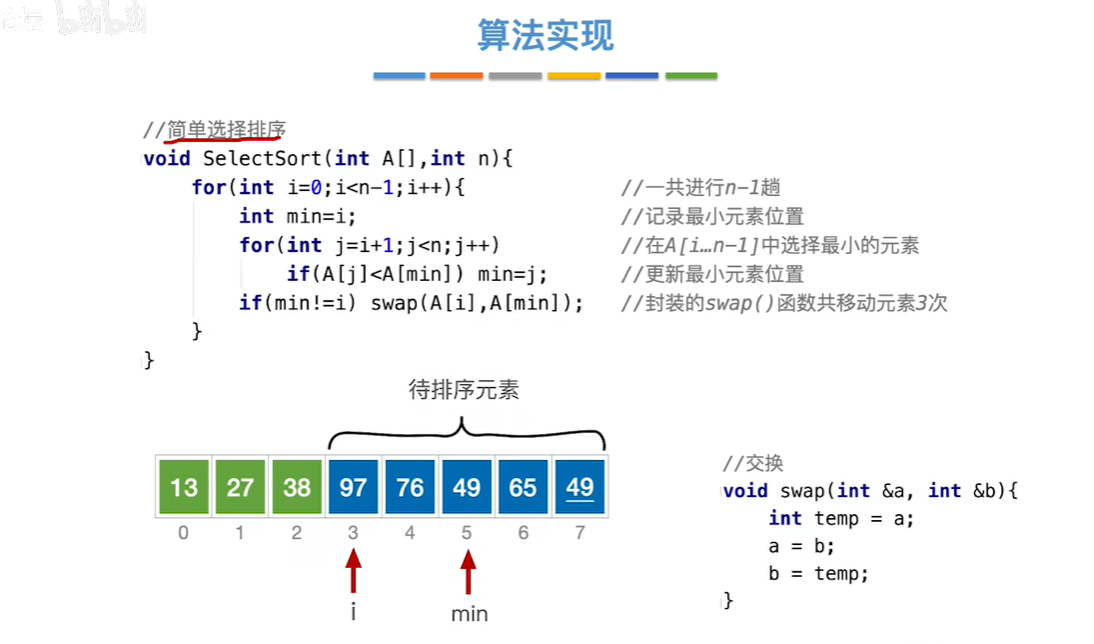 bilibili
算法实现
//简单选择排序
void SelectSort(int A[],int n){
for(int i=0;i<n-1;i++){ //一共进行n-1趟
int min=i; //记录最小元素位置
for(int j=i+1;j<n;j++) //在A[i…n-1]中选择最小的元素
if(A[j]<A[min]) min=j; //更新最小元素位置
if(min!=i) swap(A[i],A[min]); //封装的swap()函数共移动元素3次
}
}
待排序元素
13 27 38 97 76 49 65 49
0 1 2 3 4 5 6 7
i min
//交换
void swap(int &a, int &b){
int temp = a;
a = b;
b = temp;
}